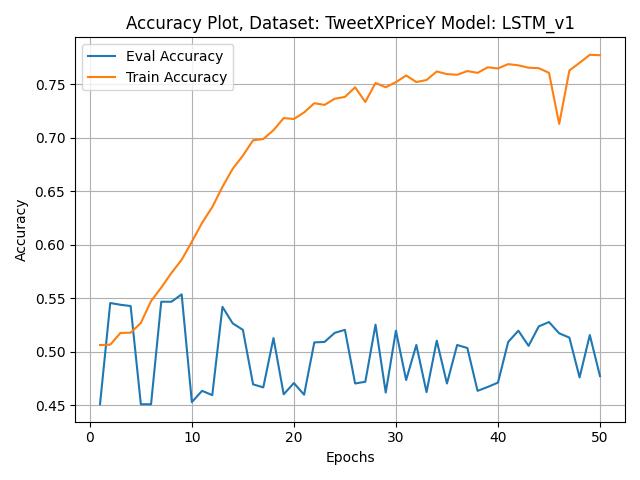 Accuracy Plot, Dataset: TweetXPriceY Model: LSTM_v1
Eval Accuracy
Train Accuracy
Accuracy
0.75
0.70
0.65
0.60
0.55
0.50
0.45
0 10 20 30 40 50
Epochs